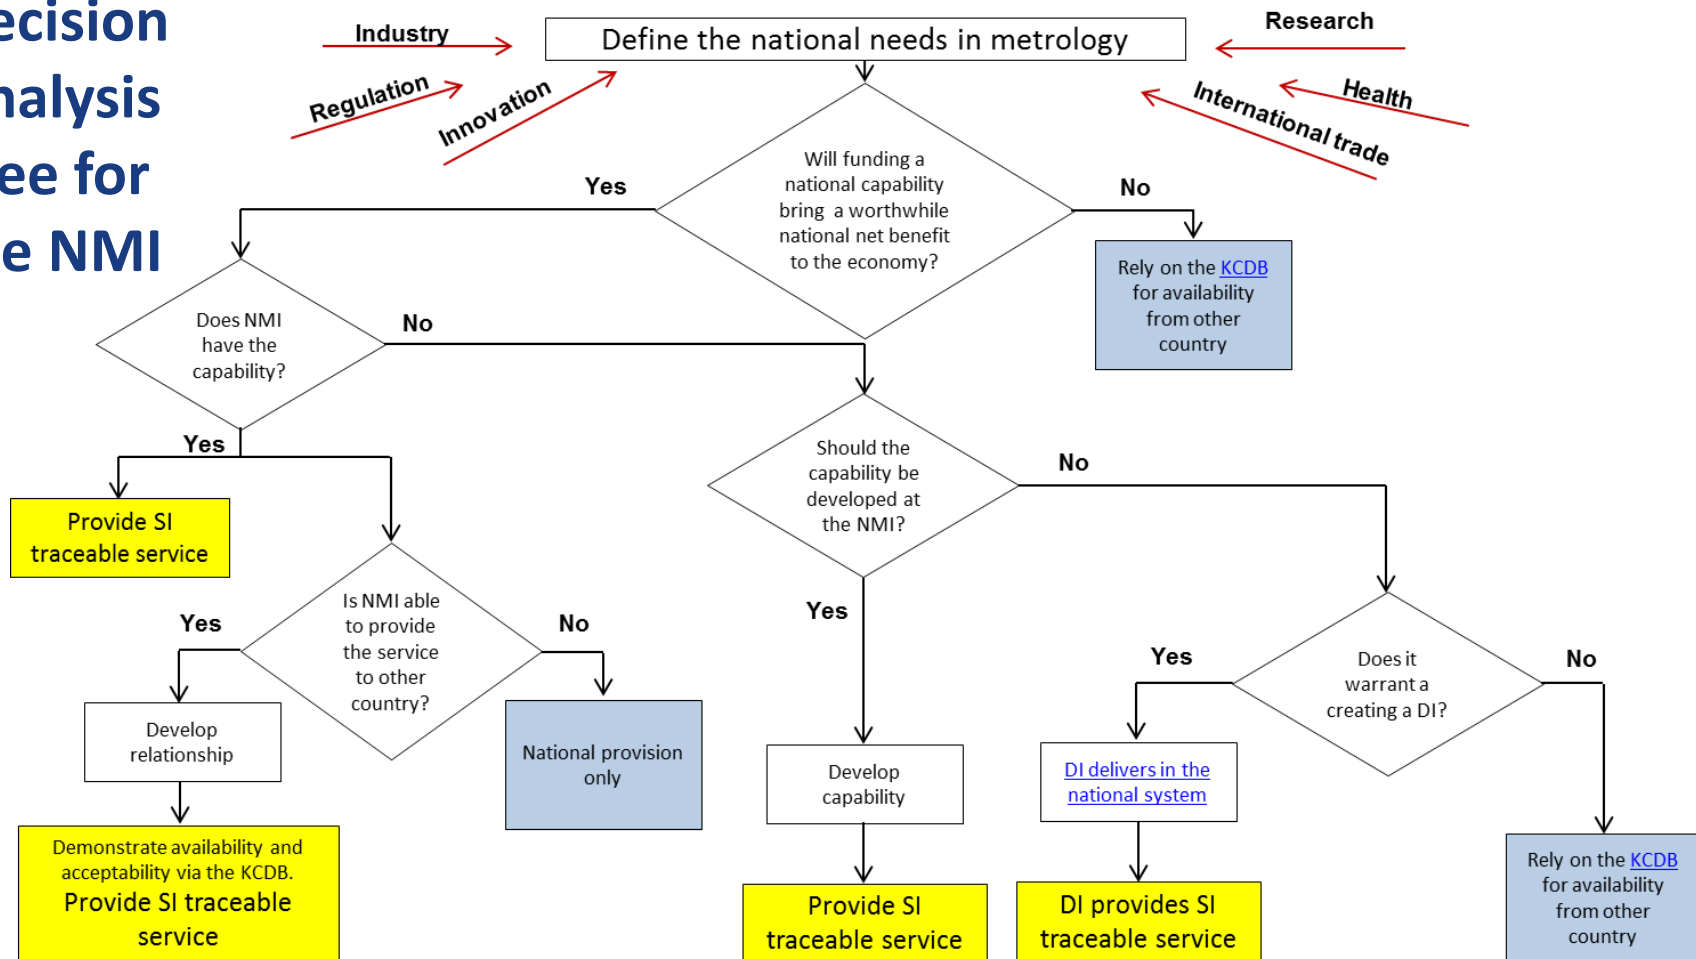 ecision
nalysis
ee for
e NMI
Industry
Regulation
Innovation
Define the national needs in metrology
Research
Health
International trade
Will funding a
national capability
bring a worthwhile
national net benefit
to the economy?
Yes
No
Rely on the KCDB
for availability
from other
country
Does NMI
have the
capability?
No
Yes
Provide SI
traceable service
Should the
capability be
developed at
the NMI?
No
Yes
Is NMI able
to provide
the service
to other
country?
Yes
No
Develop
relationship
National provision
only
Demonstrate availability and
acceptability via the KCDB.
Provide SI traceable
service
Develop
capability
Provide SI
traceable service
Does it
warrant a
creating a DI?
Yes
No
DI delivers in the
national system
DI provides SI
traceable service
Rely on the KCDB
for availability
from other
country